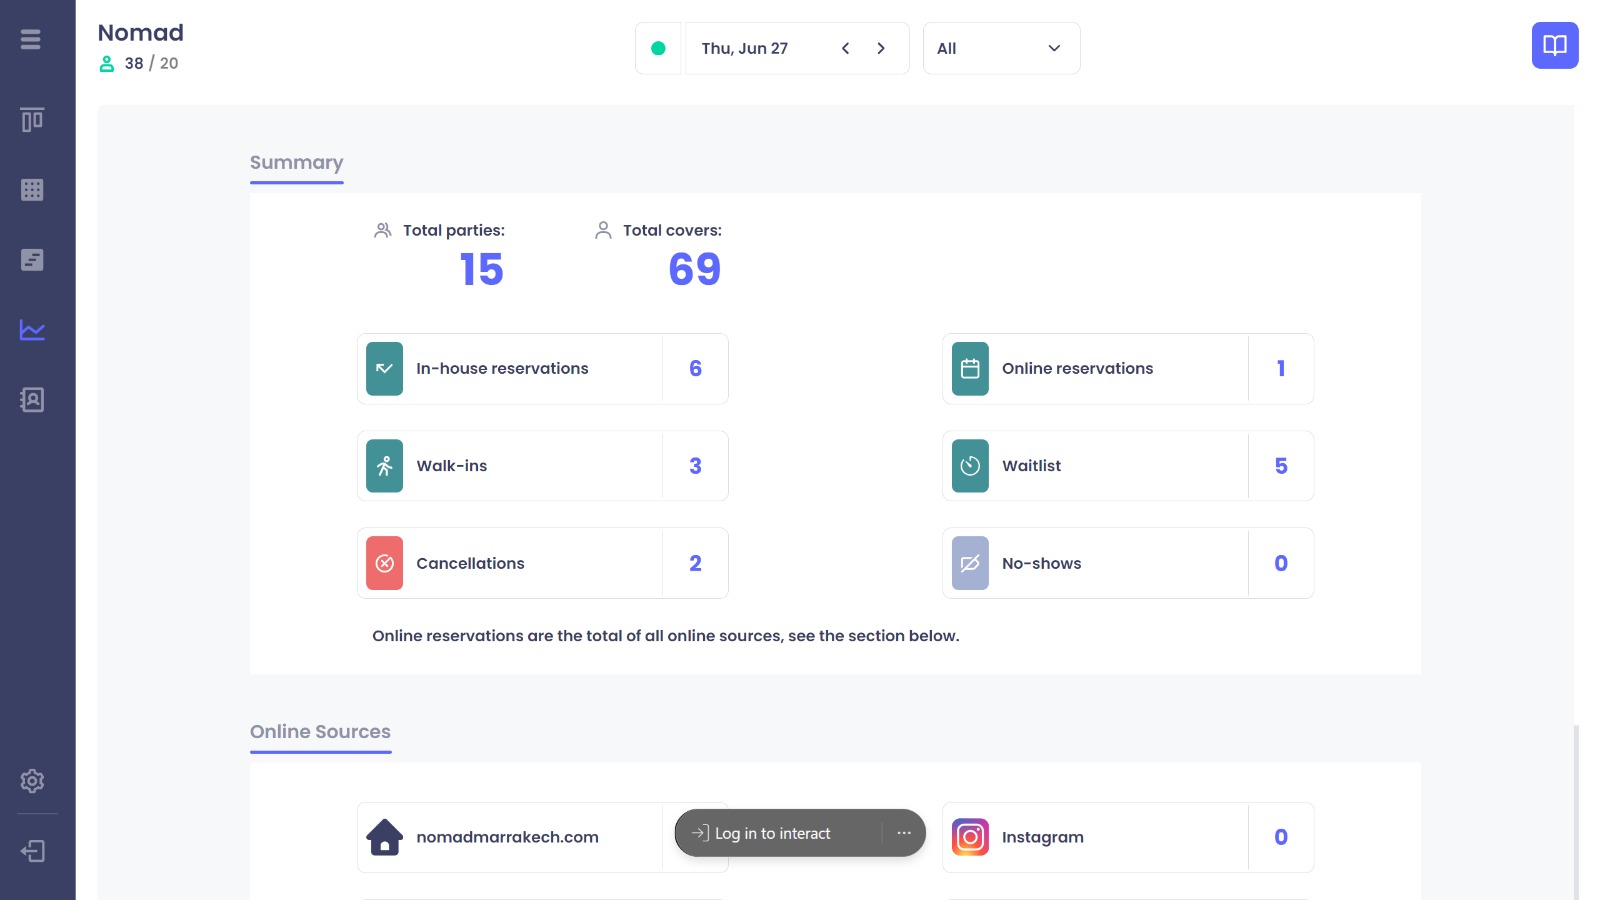 Nomad
38 / 20
Thu, Jun 27
All
Summary
Total parties:
15
Total covers:
69
In-house reservations
6
Online reservations
1
Walk-ins
3
Waitlist
5
Cancellations
2
No-shows
0
Online reservations are the total of all online sources, see the section below.
Online Sources
nomadmarrakech.com
Log in to interact
Instagram
0